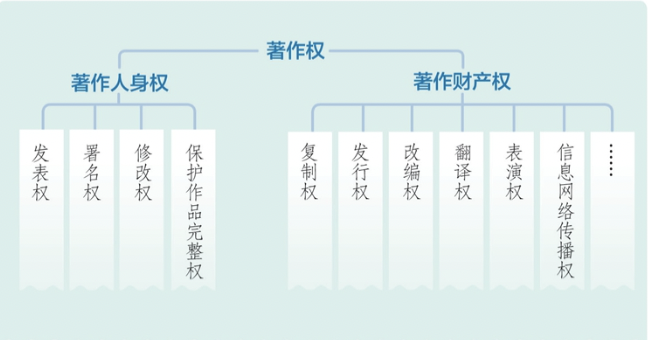 著作权
著作人身权
著作财产权
发表权
署名权
修改权
保护作品完整权
复制权
发行权
改编权
翻译权
表演权
信息网络传播权
……